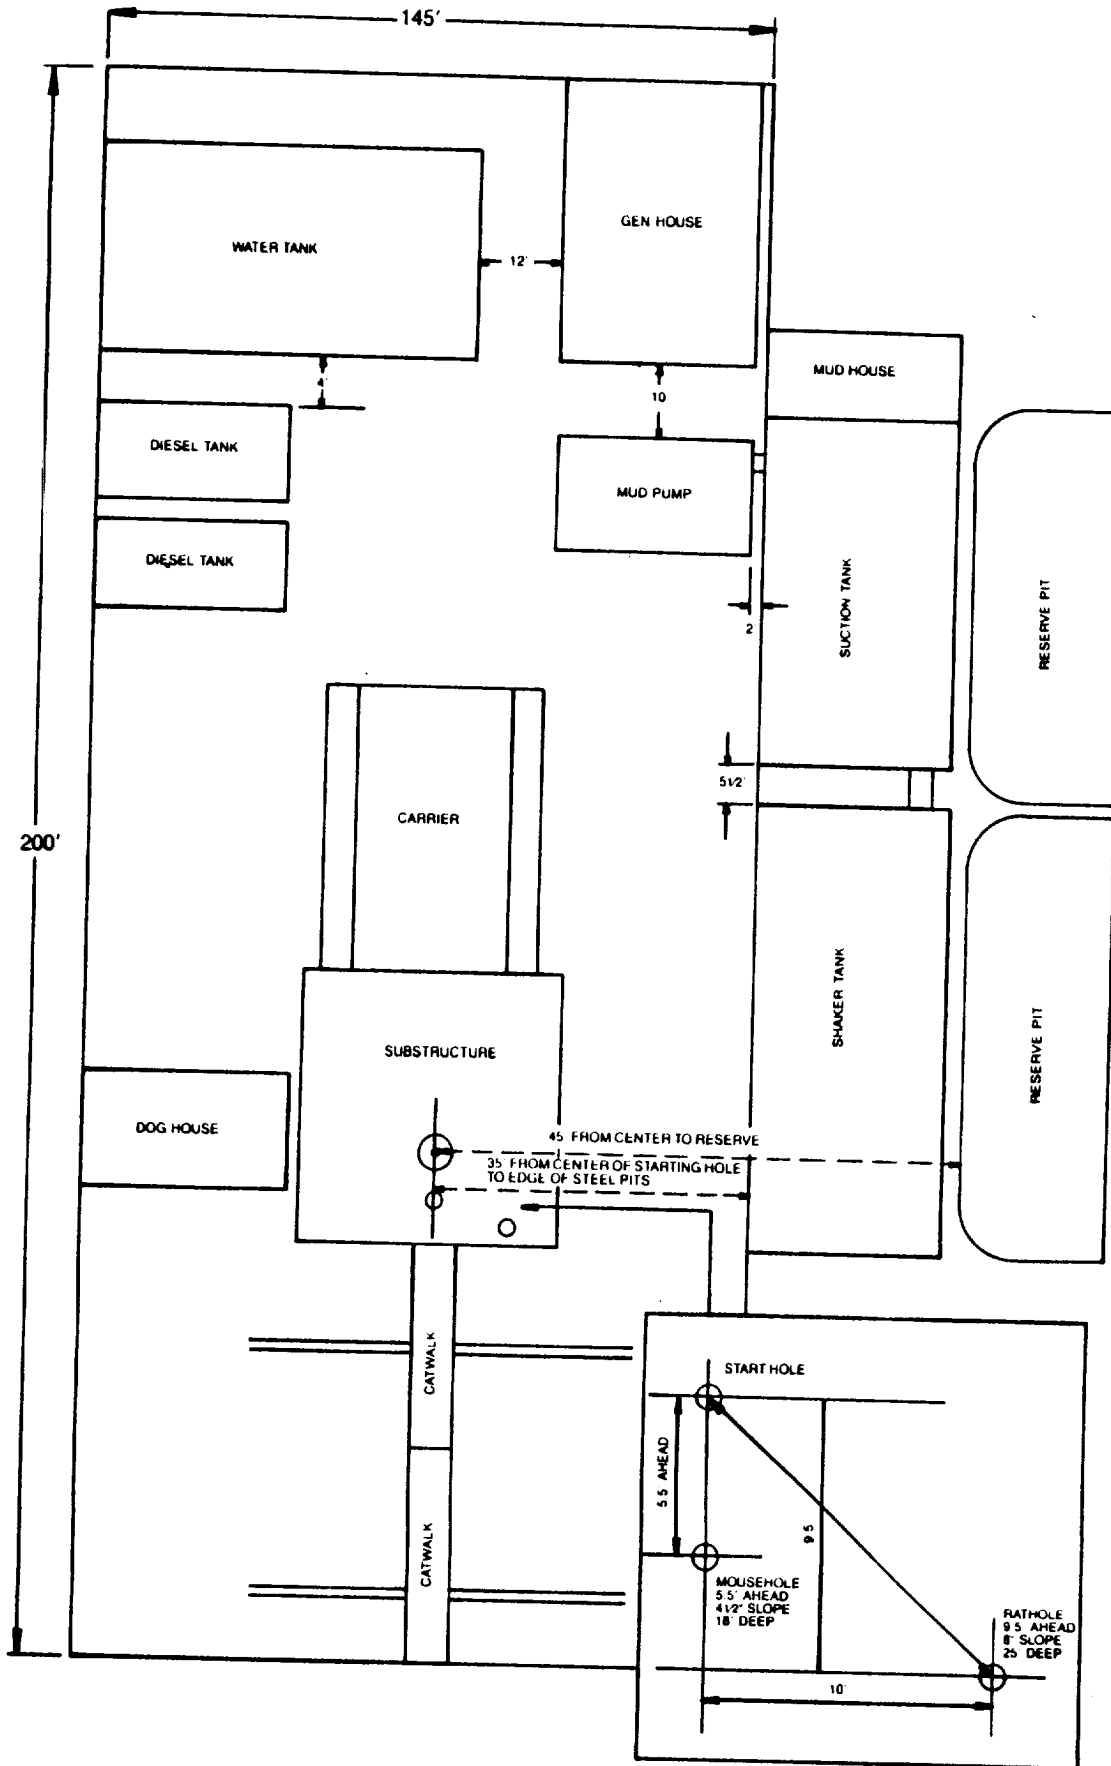 145'
200'
WATER TANK
12'
GEN HOUSE
4'
10
MUD HOUSE
DIESEL TANK
MUD PUMP
DIESEL TANK
2
SUCTION TANK
RESERVE PIT
5 1/2'
CARRIER
SHAKER TANK
RESERVE PIT
SUBSTRUCTURE
DOG HOUSE
45' FROM CENTER TO RESERVE
35' FROM CENTER OF STARTING HOLE
TO EDGE OF STEEL PITS
CATWALK
CATWALK
START HOLE
5.5' AHEAD
9.5
MOUSEHOLE
5.5' AHEAD
4 1/2" SLOPE
18' DEEP
RATHOLE
9.5' AHEAD
8" SLOPE
25' DEEP
10'